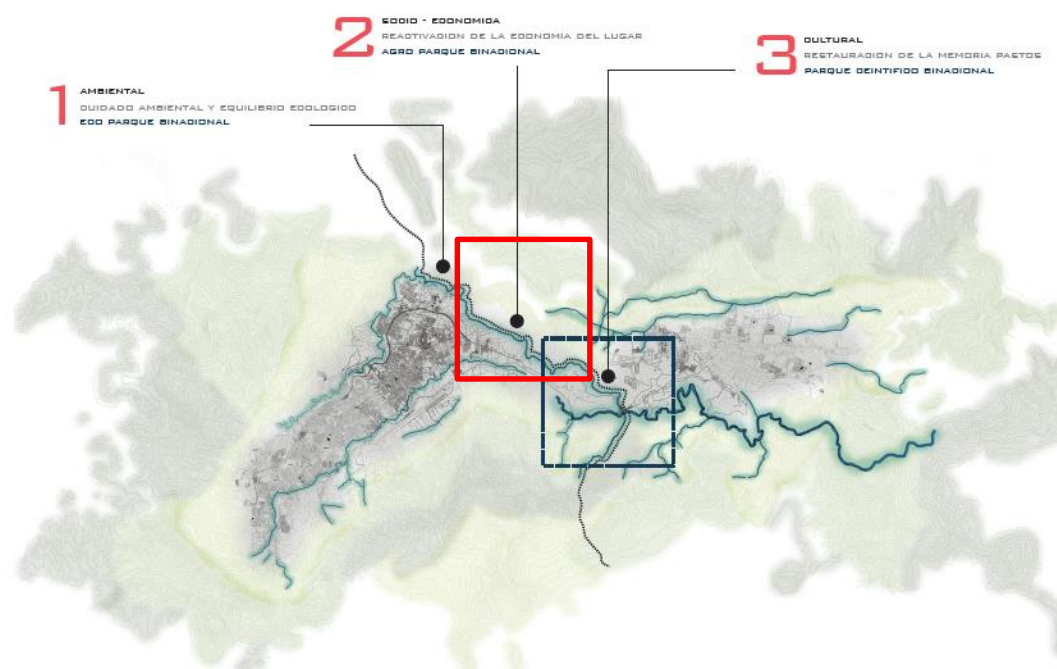 1
AMBIENTAL
CUIDADO AMBIENTAL Y EQUILIBRIO ECOLOGICO
ECO PARQUE BINACIONAL
2
SOCIO - ECONOMICA
REACTIVACION DE LA ECONOMIA DEL LUGAR
AGRO PARQUE BINACIONAL
3
CULTURAL
RESTAURACION DE LA MEMORIA PASTOS
PARQUE CEINTIFICO BINACIONAL